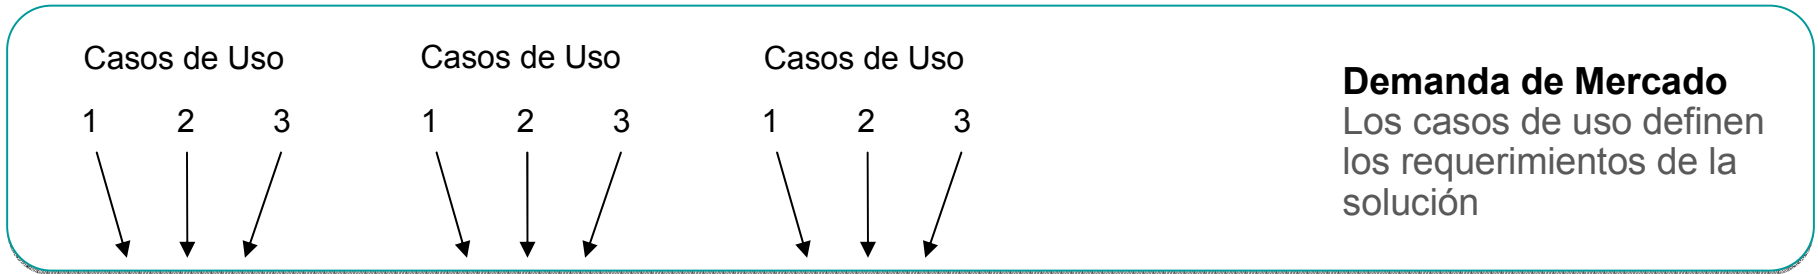 Casos de Uso Casos de Uso Casos de Uso
1 2 3 1 2 3 1 2 3
Demanda de Mercado
Los casos de uso definen
los requerimientos de la
solución